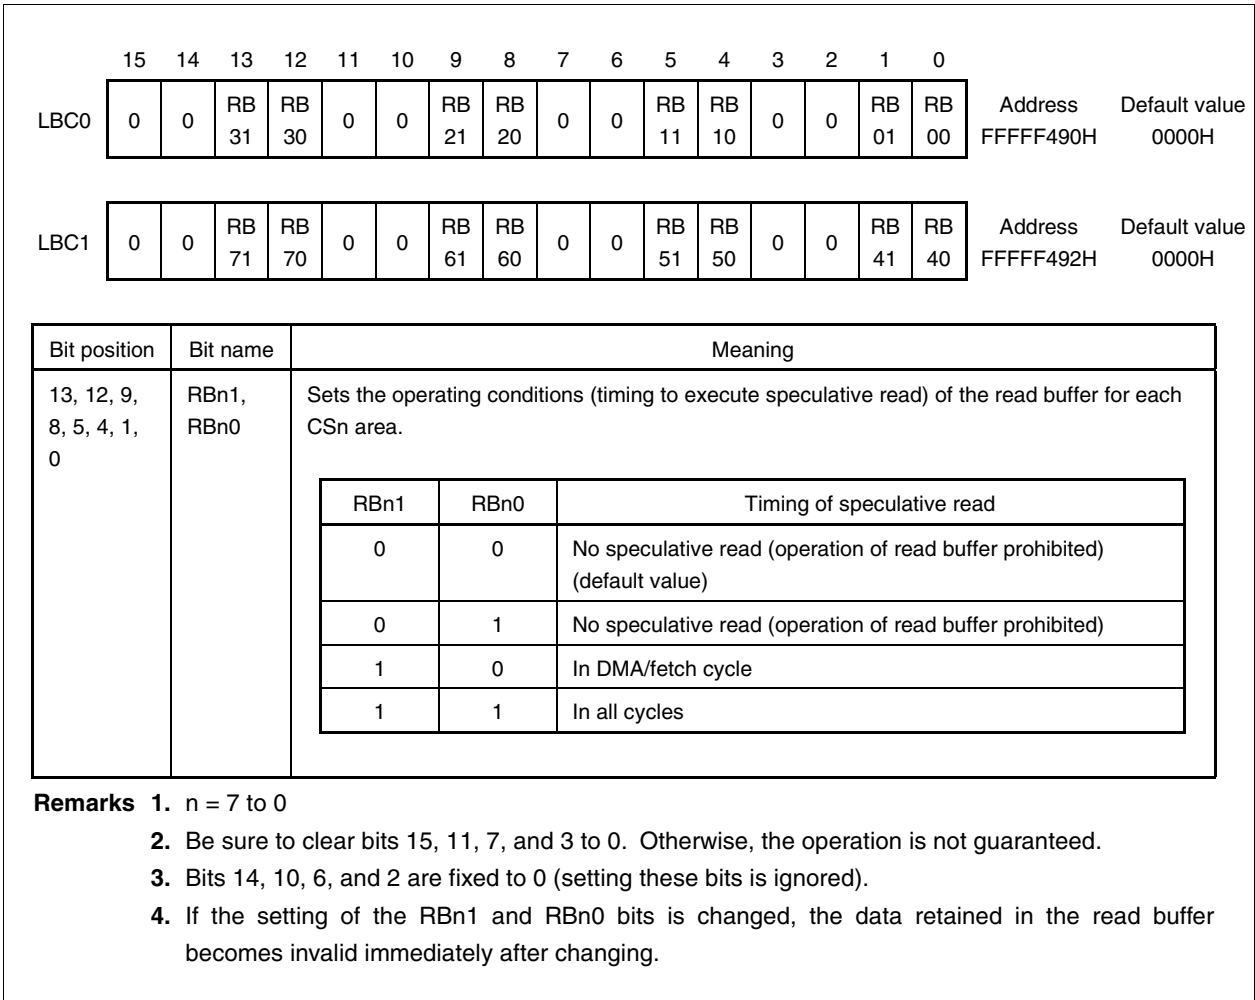 15 14 13 12 11 10 9 8 7 6 5 4 3 2 1 0
LBC0 0 0 RB 31 RB 30 0 0 RB 21 RB 20 0 0 RB 11 RB 10 0 0 RB 01 RB 00 Address FFFFF490H Default value 0000H
LBC1 0 0 RB 71 RB 70 0 0 RB 61 RB 60 0 0 RB 51 RB 50 0 0 RB 41 RB 40 Address FFFFF492H Default value 0000H
Bit position Bit name Meaning
13, 12, 9, RBn1, Sets the operating conditions (timing to execute speculative read) of the read buffer for each
8, 5, 4, 1, RBn0 CSn area.
0
RBn1 RBn0 Timing of speculative read
0 0 No speculative read (operation of read buffer prohibited)
(default value)
0 1 No speculative read (operation of read buffer prohibited)
1 0 In DMA/fetch cycle
1 1 In all cycles
Remarks 1. n = 7 to 0
2. Be sure to clear bits 15, 11, 7, and 3 to 0. Otherwise, the operation is not guaranteed.
3. Bits 14, 10, 6, and 2 are fixed to 0 (setting these bits is ignored).
4. If the setting of the RBn1 and RBn0 bits is changed, the data retained in the read buffer
becomes invalid immediately after changing.